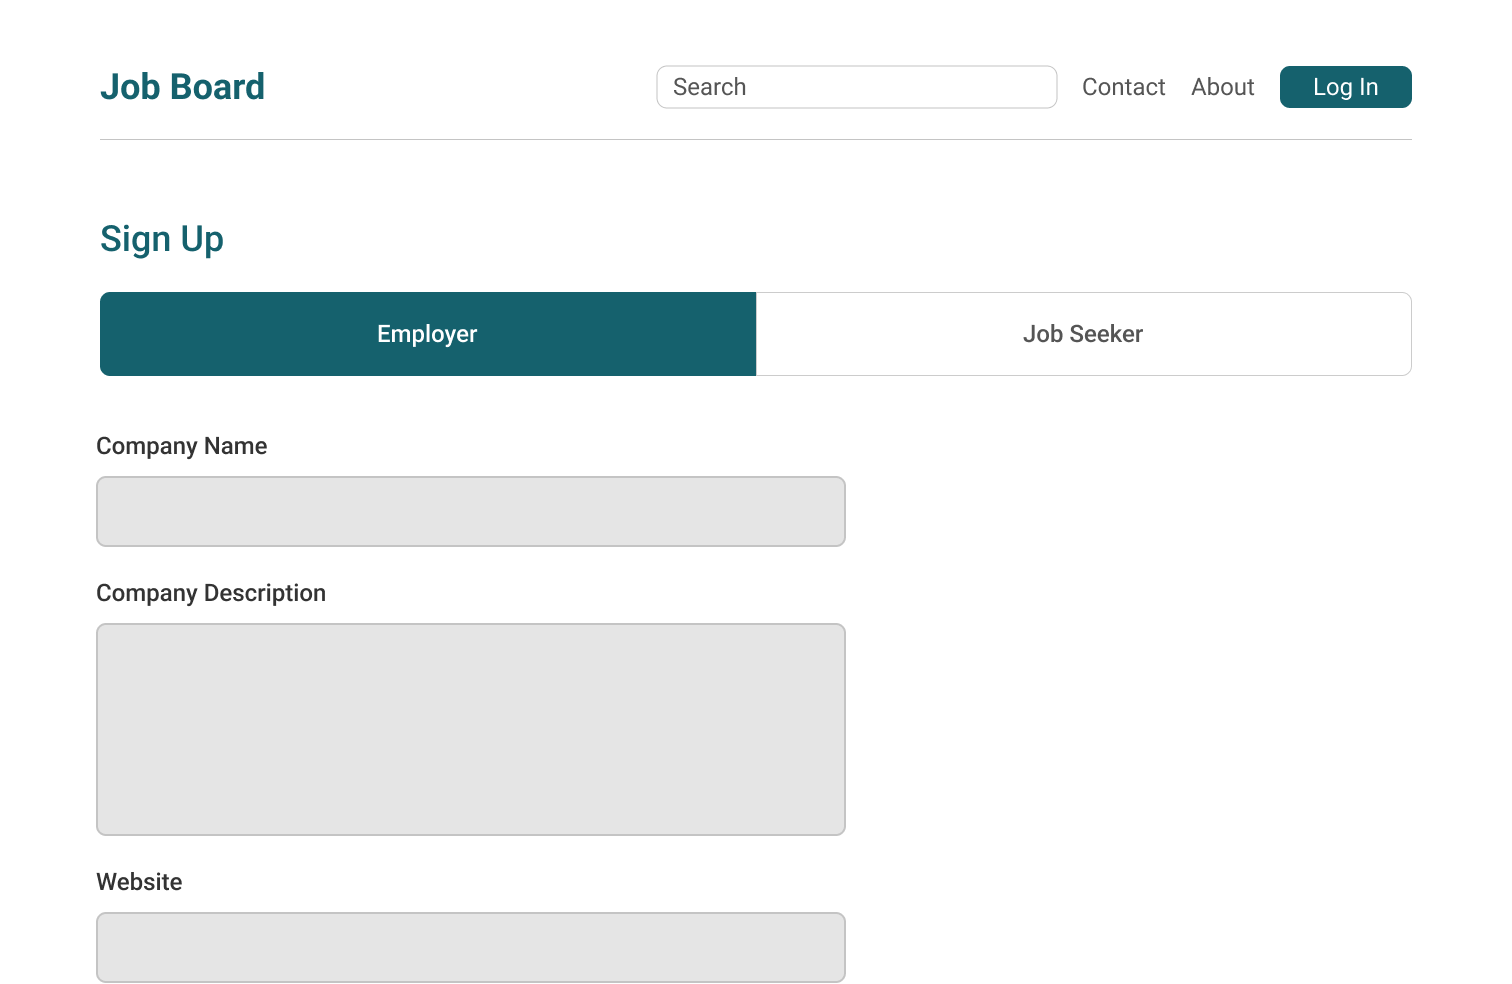 Job Board
Search
Contact
About
Log In
Sign Up
Employer
Job Seeker
Company Name
Company Description
Website